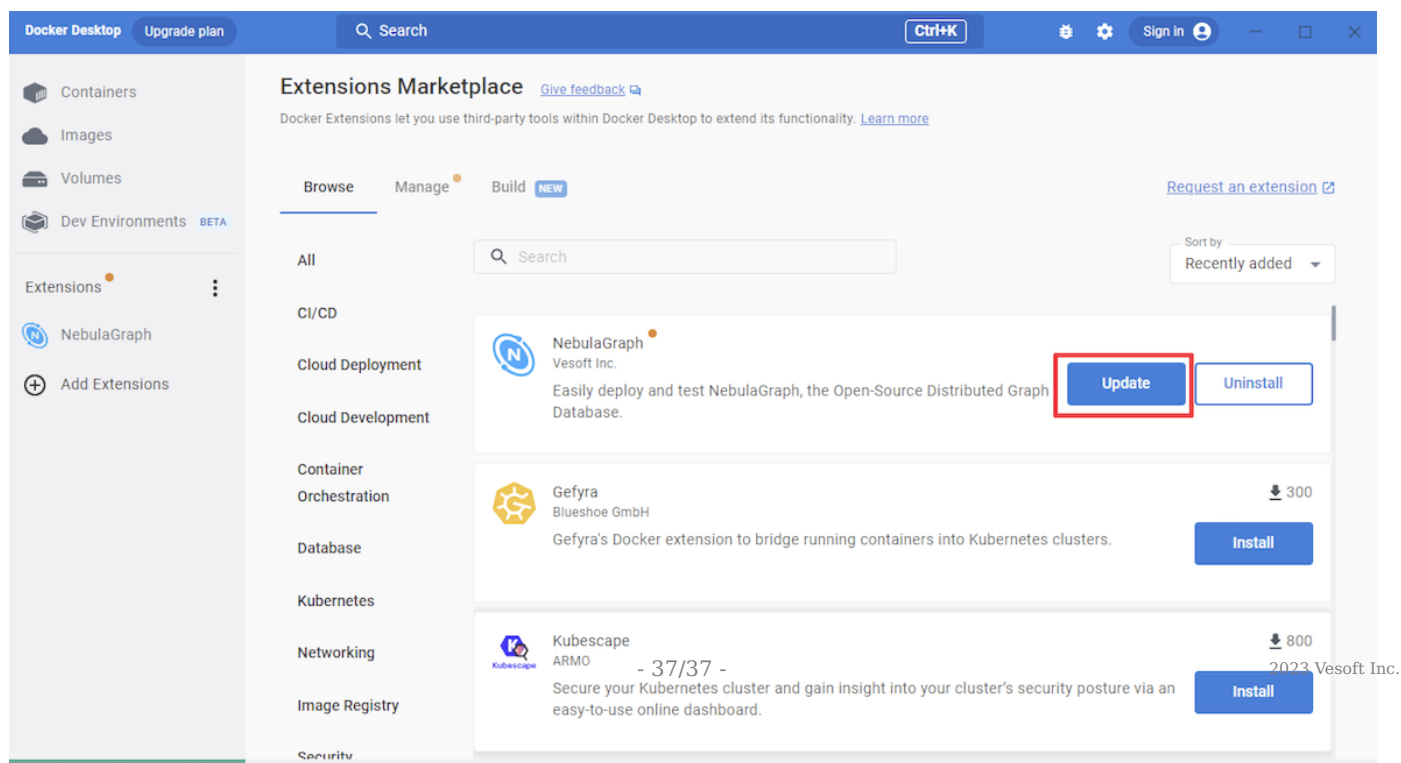 Docker Desktop Upgrade plan Search Ctrl+K Sign in
Containers
Images
Volumes
Dev Environments BETA
Extensions
NebulaGraph
Add Extensions
Extensions Marketplace Give feedback
Docker Extensions let you use third-party tools within Docker Desktop to extend its functionality. Learn more
Browse Manage Build NEW Request an extension
All
CI/CD
Cloud Deployment
Cloud Development
Container
Orchestration
Database
Kubernetes
Networking
Image Registry
Security
Search
Sort by
Recently added
NebulaGraph
Vesoft Inc.
Easily deploy and test NebulaGraph, the Open-Source Distributed Graph
Database.
Update Uninstall
Gefyra
Blueshoe GmbH
Gefyra's Docker extension to bridge running containers into Kubernetes clusters.
300
Install
Kubescape
Kubescape
ARMO
Secure your Kubernetes cluster and gain insight into your cluster's security posture via an
easy-to-use online dashboard.
800
Install
- 37/37 -
2023 Vesoft Inc.